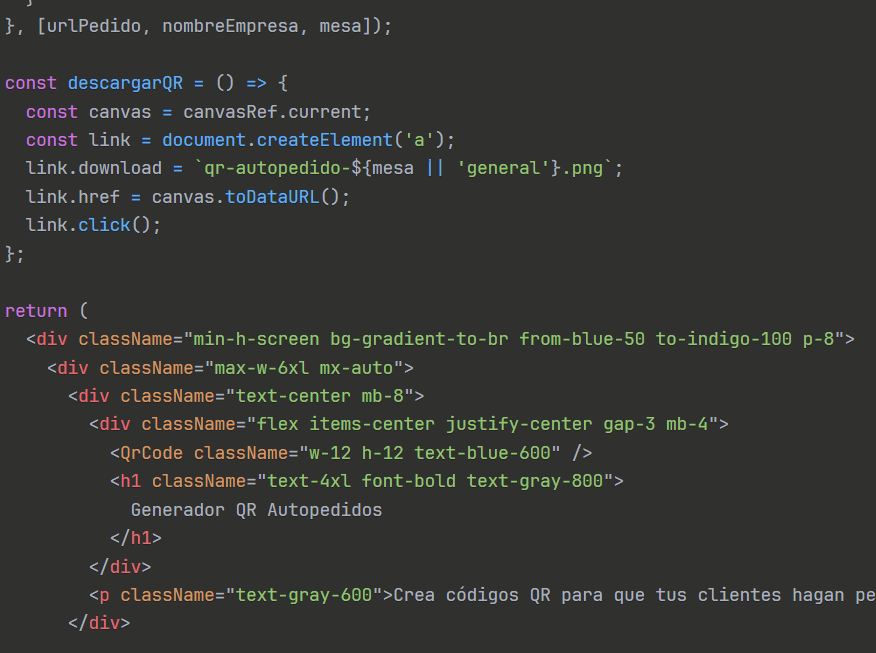 }, [urlPedido, nombreEmpresa, mesa]);
const descargarQR = () => {
const canvas = canvasRef.current;
const link = document.createElement('a');
link.download = `qr-autopedido-${mesa || 'general'}.png`;
link.href = canvas.toDataURL();
link.click();
};
return (
<div className="min-h-screen bg-gradient-to-br from-blue-50 to-indigo-100 p-8">
<div className="max-w-6xl mx-auto">
<div className="text-center mb-8">
<div className="flex items-center justify-center gap-3 mb-4">
<QrCode className="w-12 h-12 text-blue-600" />
<h1 className="text-4xl font-bold text-gray-800">
Generador QR Autopedidos
</h1>
</div>
<p className="text-gray-600">Crea códigos QR para que tus clientes hagan pe
</div>